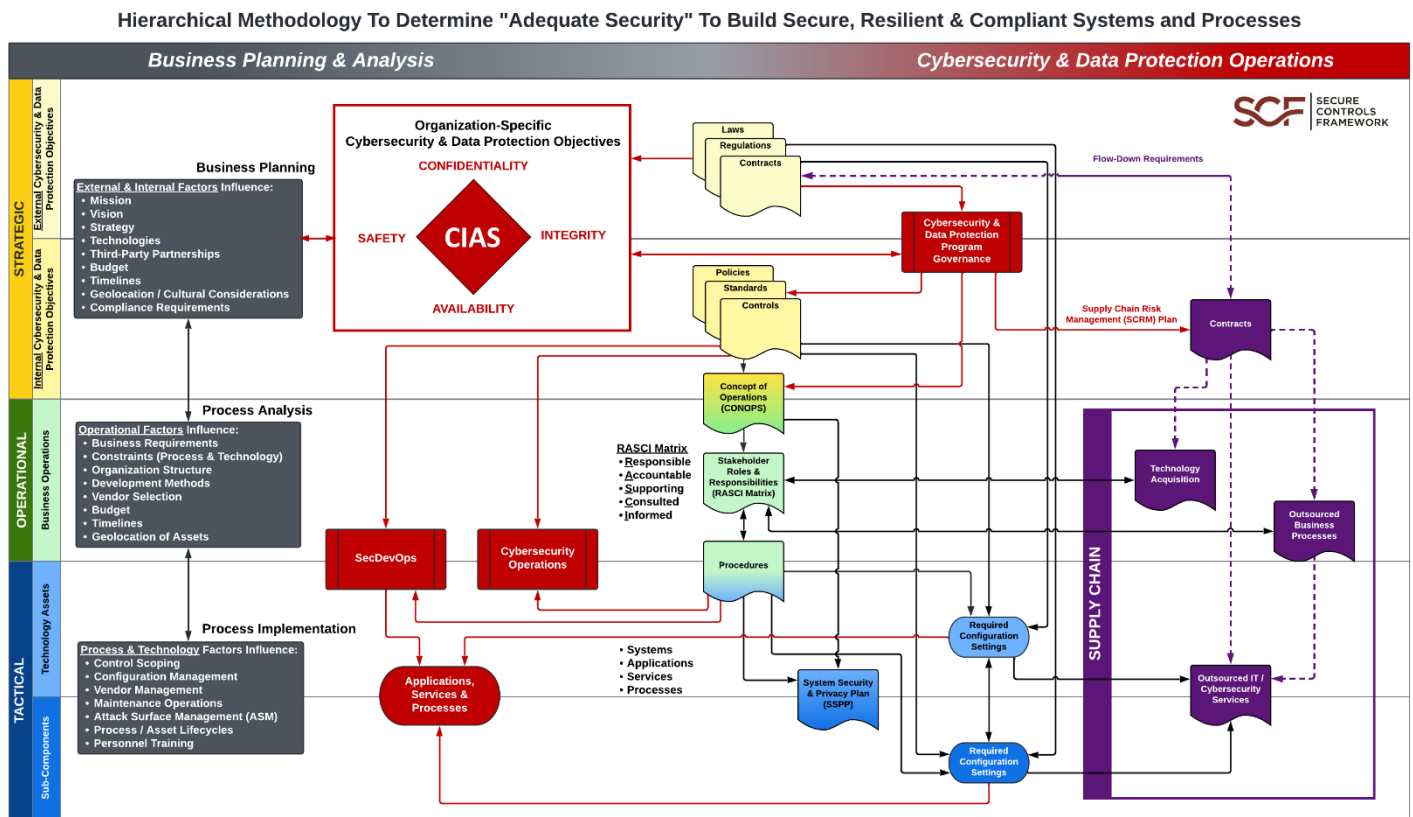 Hierarchical Methodology To Determine "Adequate Security" To Build Secure, Resilient & Compliant Systems and Processes
Business Planning & Analysis
Cybersecurity & Data Protection Operations
STRATEGIC
External Cybersecurity & Data
Protection Objectives
Internal Cybersecurity & Data
Protection Objectives
OPERATIONAL
Business Operations
TACTICAL
Technology Assets
Sub-Components
Business Planning
External & Internal Factors Influence:
• Mission
• Vision
• Strategy
• Technologies
• Third-Party Partnerships
• Budget
• Timelines
• Geolocation / Cultural Considerations
• Compliance Requirements
Process Analysis
Operational Factors Influence:
• Business Requirements
• Constraints (Process & Technology)
• Organization Structure
• Development Methods
• Vendor Selection
• Budget
• Timelines
• Geolocation of Assets
Process Implementation
Process & Technology Factors Influence:
• Control Scoping
• Configuration Management
• Vendor Management
• Maintenance Operations
• Attack Surface Management (ASM)
• Process / Asset Lifecycles
• Personnel Training
Organization-Specific
Cybersecurity & Data Protection Objectives
CONFIDENTIALITY
SAFETY
CIAS
INTEGRITY
AVAILABILITY
SecDevOps
Cybersecurity
Operations
Applications,
Services &
Processes
Laws
Regulations
Contracts
Cybersecurity &
Data Protection
Program
Governance
Policies
Standards
Controls
Concept of
Operations
(CONOPS)
RASCI Matrix
• Responsible
• Accountable
• Supporting
• Consulted
• Informed
Stakeholder
Roles &
Responsibilities
(RASCI Matrix)
Procedures
• Systems
• Applications
• Services
• Processes
System Security
& Privacy Plan
(SSPP)
Required
Configuration
Settings
Required
Configuration
Settings
SCF
SECURE
CONTROLS
FRAMEWORK
Flow-Down Requirements
Supply Chain Risk
Management (SCRM) Plan
Contracts
SUPPLY CHAIN
Technology
Acquisition
Outsourced
Business
Processes
Outsourced IT /
Cybersecurity
Services